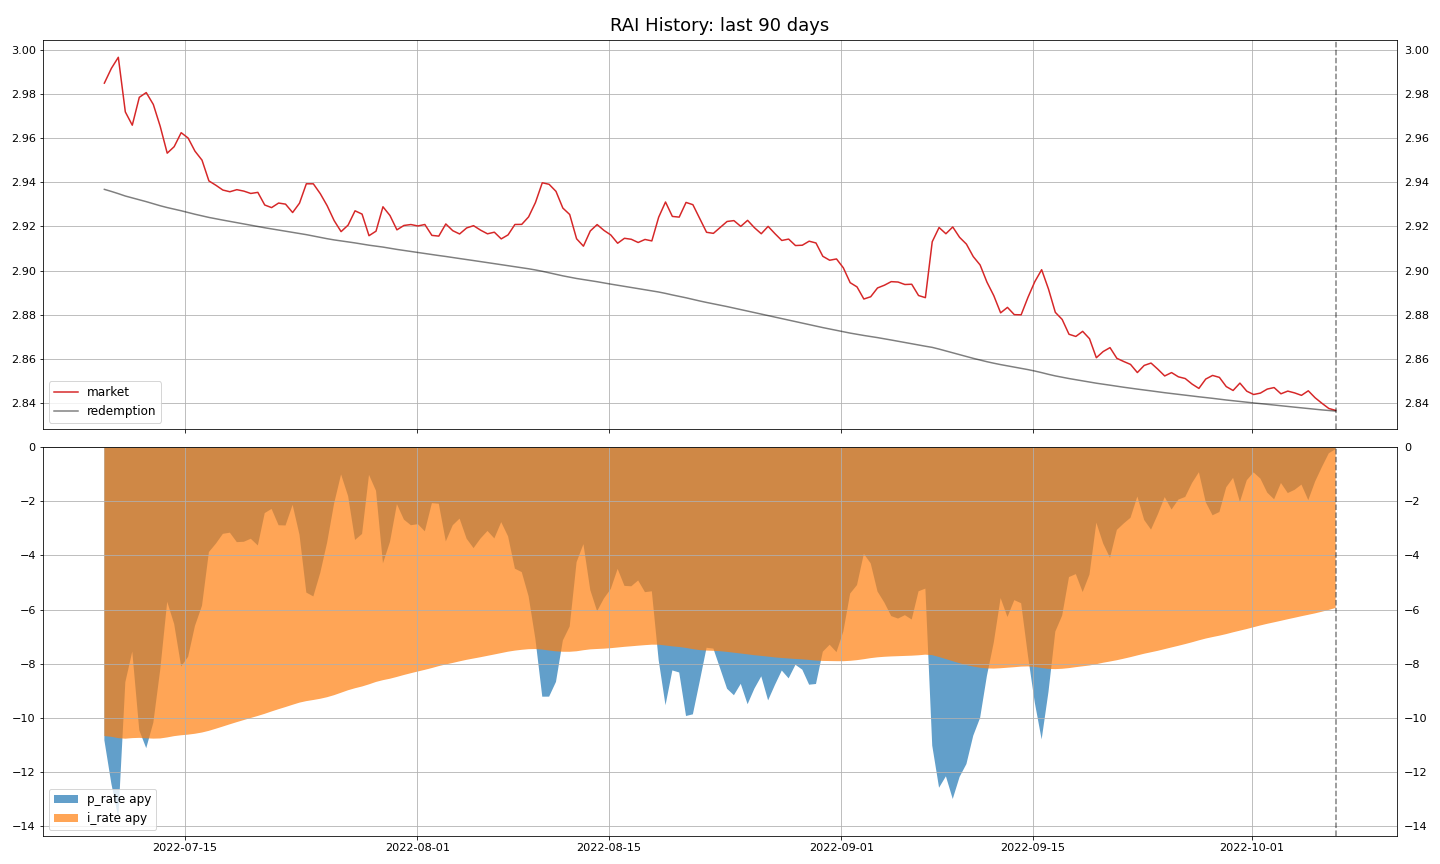 RAI History: last 90 days
3.00 3.00
2.98 2.98
2.96 2.96
2.94 2.94
2.92 2.92
2.90 2.90
2.88 2.88
2.86 2.86
2.84 2.84
market
redemption
0 0
−2 −2
−4 −4
−6 −6
−8 −8
−10 −10
−12 −12
−14 −14
p_rate apy
i_rate apy
2022-07-15 2022-08-01 2022-08-15 2022-09-01 2022-09-15 2022-10-01